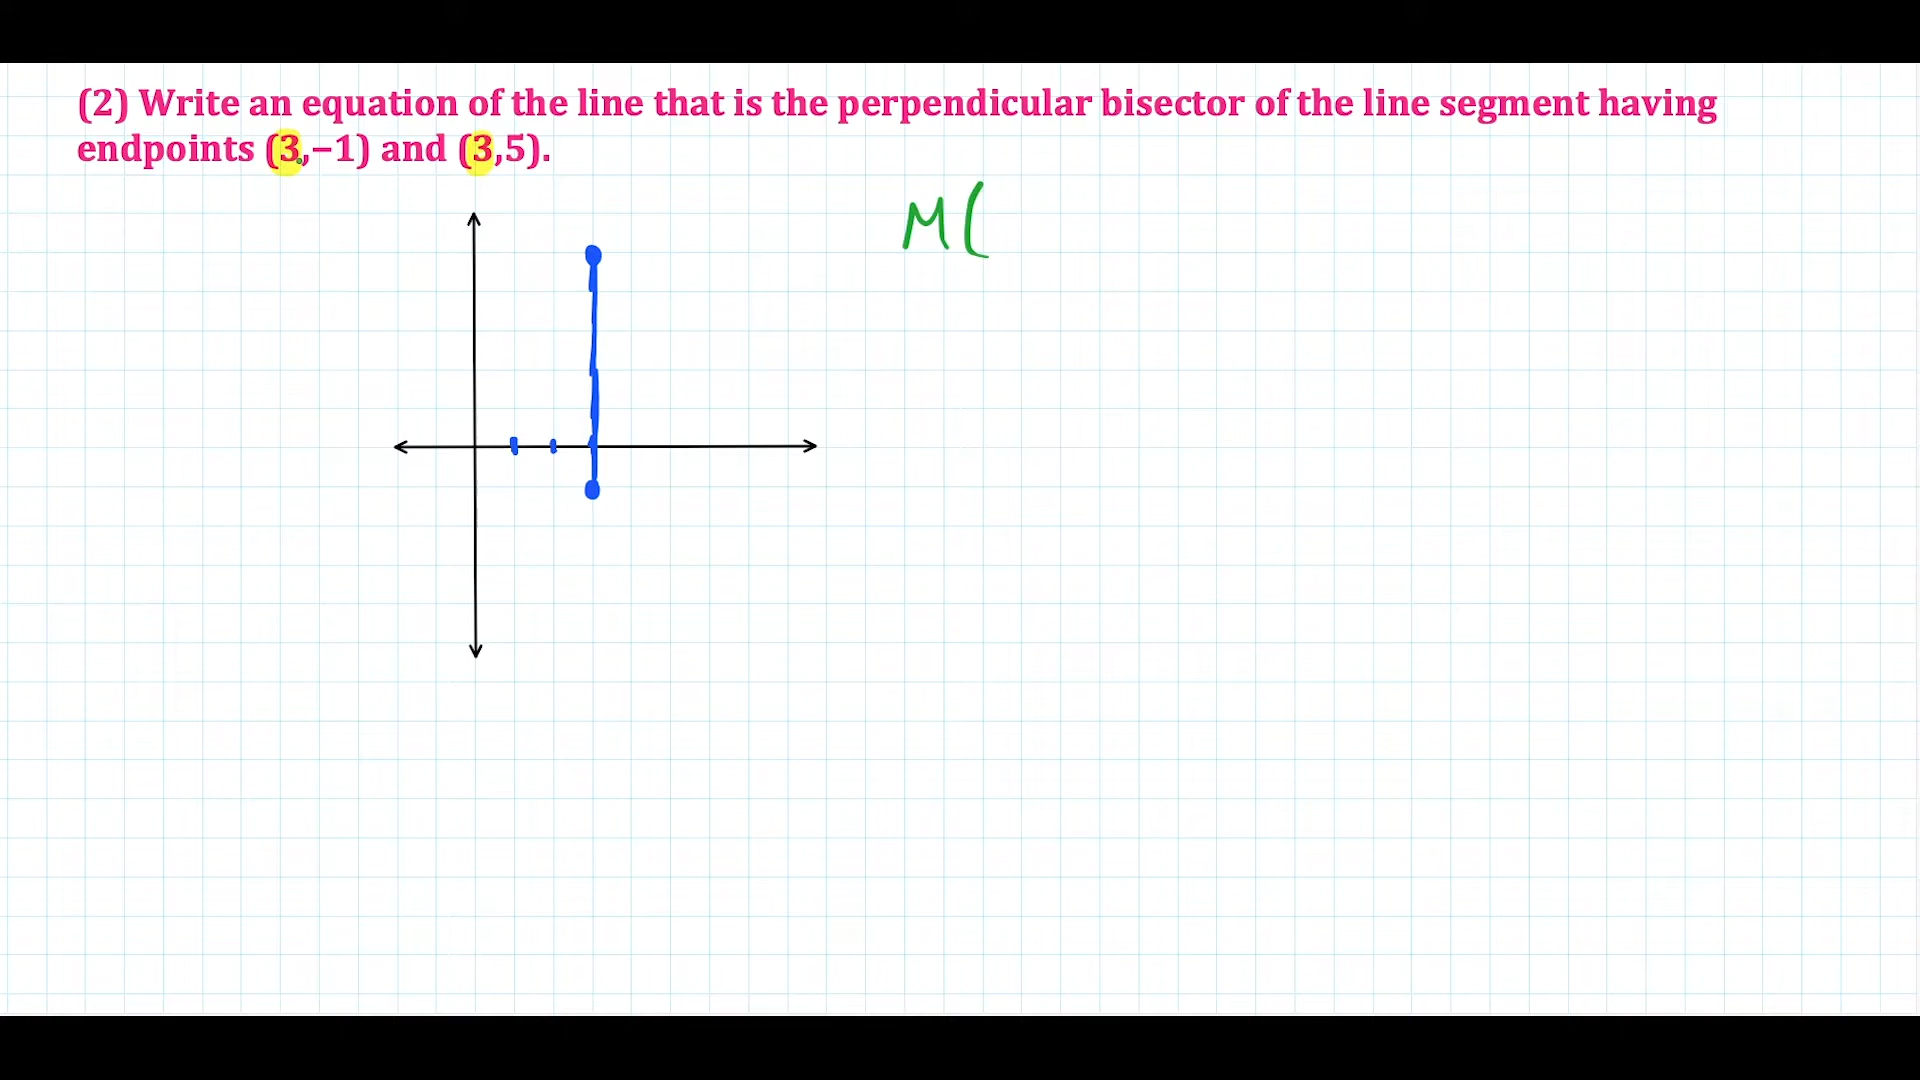 (2) Write an equation of the line that is the perpendicular bisector of the line segment having
endpoints (3,−1) and (3,5).
M(